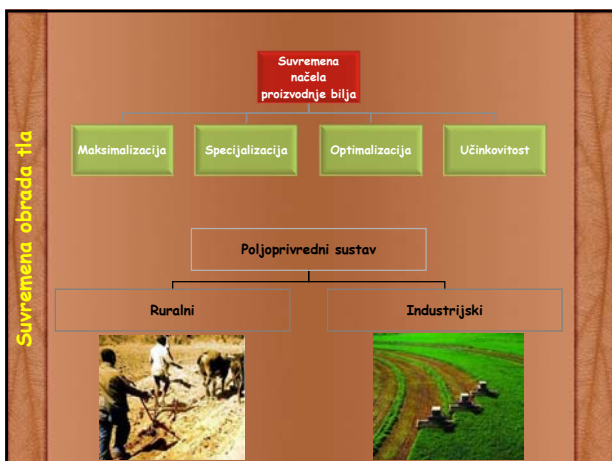 Suvremena obrada tla
Suvremena
načela
proizvodnje bilja
Maksimalizacija
Specijalizacija
Optimalizacija
Učinkovitost
Poljoprivredni sustav
Ruralni
Industrijski